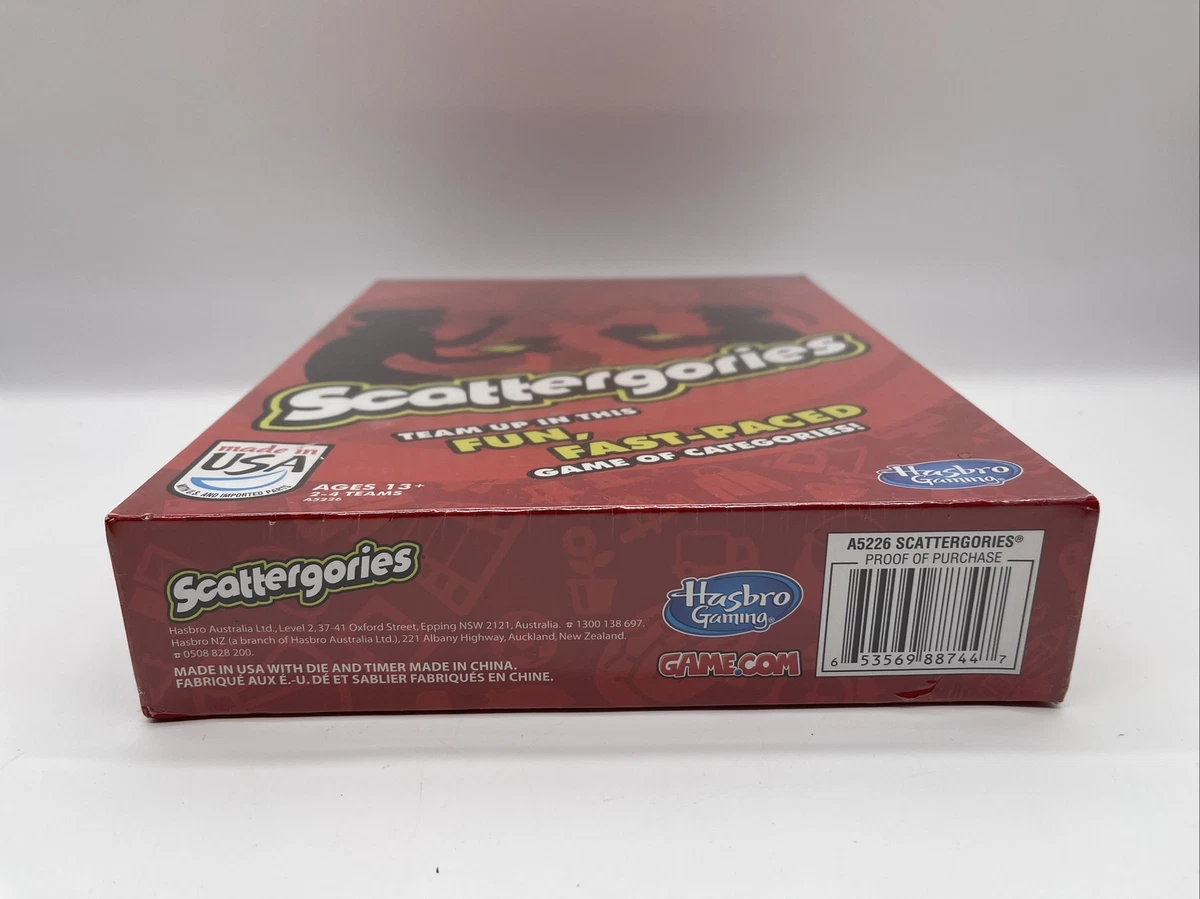 Scattergories
TEAM UP IN THIS
FUN, FAST-PACED
GAME OF CATEGORIES!
made in
USA
WITH U.S. AND IMPORTED PARTS
AGES 13+
2-4 TEAMS
A5226
Hasbro
Gaming
Scattergories
Hasbro Australia Ltd., Level 2, 37-41 Oxford Street, Epping NSW 2121, Australia. ☎ 1300 138 697.
Hasbro NZ (a branch of Hasbro Australia Ltd.), 221 Albany Highway, Auckland, New Zealand.
☎ 0508 828 200.
MADE IN USA WITH DIE AND TIMER MADE IN CHINA.
FABRIQUÉ AUX É.-U. DÉ ET SABLIER FABRIQUÉS EN CHINE.
Hasbro
Gaming®
GAME.COM
A5226 SCATTERGORIES®
PROOF OF PURCHASE
6 53569 88744 7